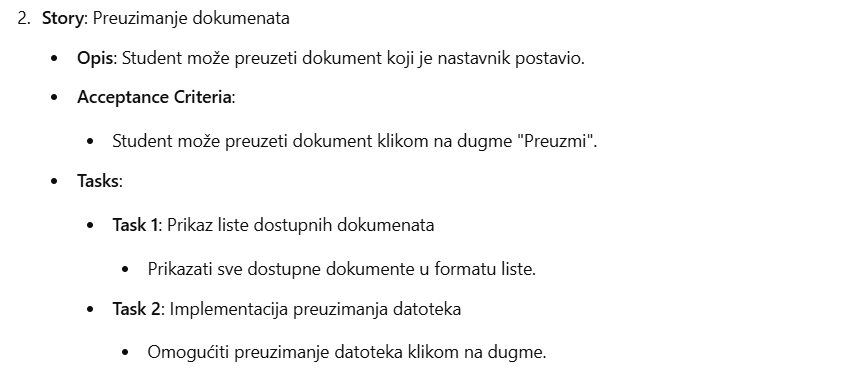 2. Story: Preuzimanje dokumenata
• Opis: Student može preuzeti dokument koji je nastavnik postavio.
• Acceptance Criteria:
• Student može preuzeti dokument klikom na dugme "Preuzmi".
• Tasks:
• Task 1: Prikaz liste dostupnih dokumenata
• Prikazati sve dostupne dokumente u formatu liste.
• Task 2: Implementacija preuzimanja datoteka
• Omogućiti preuzimanje datoteka klikom na dugme.